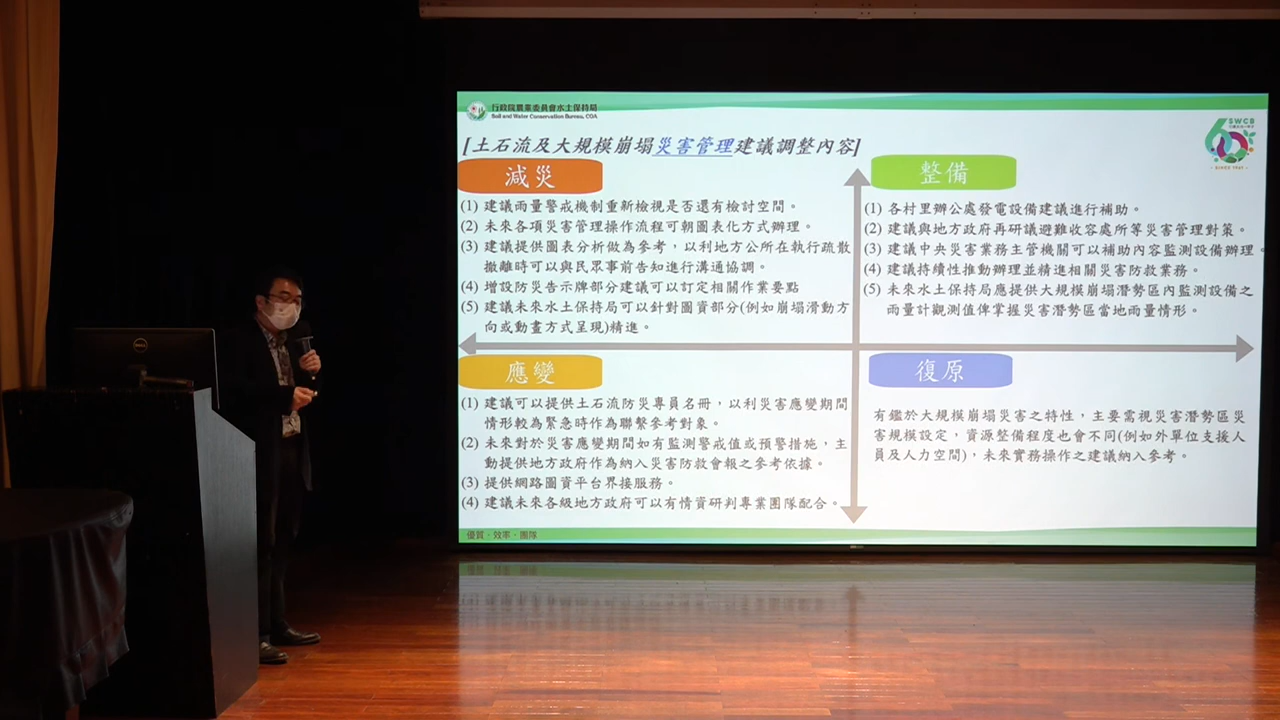 行政院農業委員會水土保持局
Soil and Water Conservation Bureau, COA
SWCB
SINCE 1961
[土石流及大規模崩塌災害管理建議調整內容]
減災
(1) 建議雨量警戒機制重新檢視是否還有檢討空間。
(2) 未來各項災害管理操作流程可朝圖表化方式辦理。
(3) 建議提供圖表分析做為參考，以利地方公所在執行疏散
撤離時可以與民眾事前告知進行溝通協調。
(4) 增設防災告示牌部分建議可以訂定相關作業要點
(5) 建議未來水土保持局可以針對圖資部分(例如崩塌滑動方
向或動畫方式呈現)精進。
整備
(1) 各村里辦公處發電設備建議進行補助。
(2) 建議與地方政府再研議避難收容處所等災害管理對策。
(3) 建議中央災害業務主管機關可以補助內容監測設備辦理。
(4) 建議持續性推動辦理並精進相關災害防救業務。
(5) 未來水土保持局應提供大規模崩塌潛勢區內監測設備之
雨量計觀測值俾掌握災害潛勢區當地雨量情形。
應變
(1) 建議可以提供土石流防災專員名冊，以利災害應變期間
情形較為緊急時作為聯繫參考對象。
(2) 未來對於災害應變期間如有監測警戒值或預警措施，主
動提供地方政府作為納入災害防救會報之參考依據。
(3) 提供網路圖資平台界接服務。
(4) 建議未來各級地方政府可以有情資研判專業團隊配合。
復原
有鑑於大規模崩塌災害之特性，主要需視災害潛勢區災
害規模設定，資源整備程度也會不同(例如外單位支援人
員及人力空間)，未來實務操作之建議納入參考。
優質・效率・團隊
DELL